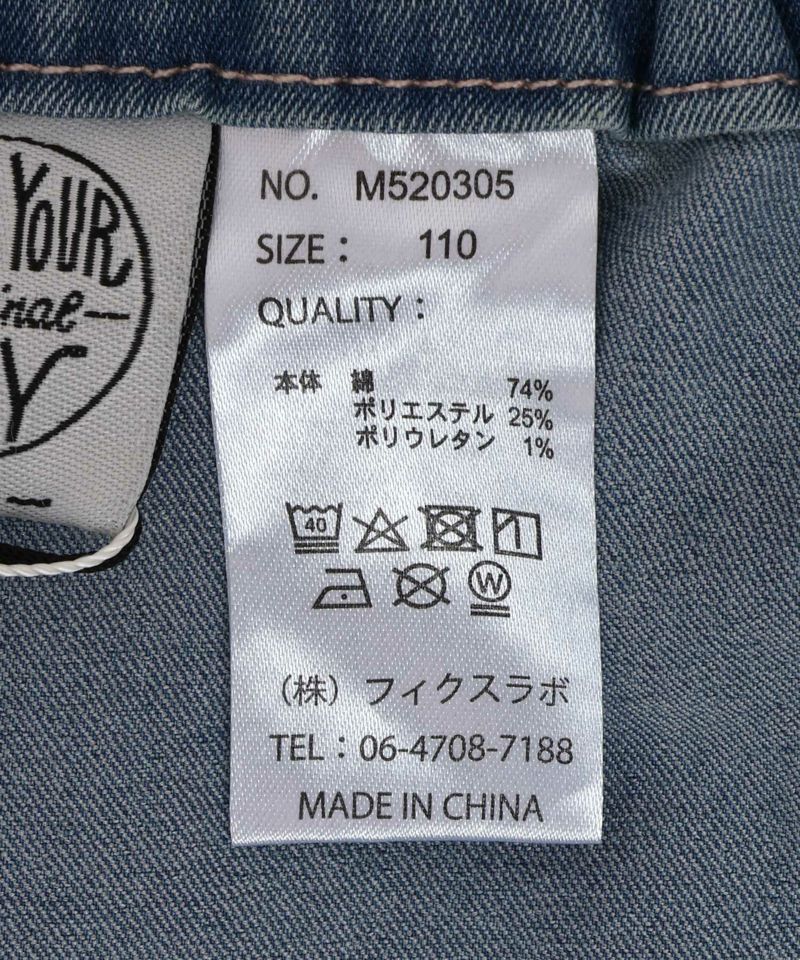 YOUR
NO. M520305
SIZE: 110
QUALITY:
本体 綿 74%
ポリエステル 25%
ポリウレタン 1%
40
W
（株）フィクスラボ
TEL：06-4708-7188
MADE IN CHINA